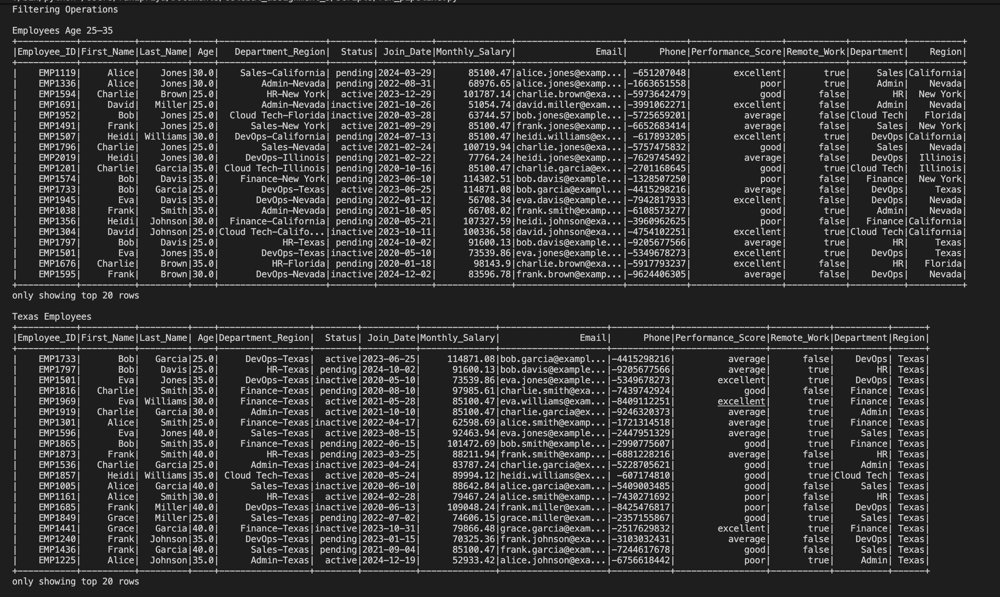 Filtering Operations
Employees Age 25–35
+-----------+----------+---------+----+--------------------+--------+----------+--------------+--------------------+-----------+-----------------+-----------+----------+----------+
|Employee_ID|First_Name|Last_Name| Age|   Department_Region|  Status| Join_Date|Monthly_Salary|               Email|      Phone|Performance_Score|Remote_Work|Department|    Region|
+-----------+----------+---------+----+--------------------+--------+----------+--------------+--------------------+-----------+-----------------+-----------+----------+----------+
|    EMP1119|     Alice|    Jones|30.0|    Sales-California| pending|2024-03-29|      85100.47|alice.jones@examp...| -651207048|        excellent|       true|     Sales|California|
|    EMP1336|     Alice|    Jones|30.0|        Admin-Nevada| pending|2022-08-31|      68976.65|alice.jones@examp...|-1663651558|             poor|       true|     Admin|    Nevada|
|    EMP1594|   Charlie|    Brown|25.0|         HR-New York|  active|2023-12-29|     101787.14|charlie.brown@exa...|-5973642479|             good|      false|        HR|  New York|
|    EMP1691|     David|   Miller|25.0|        Admin-Nevada|inactive|2021-10-26|      51054.74|david.miller@exam...|-3991062271|        excellent|      false|     Admin|    Nevada|
|    EMP1952|       Bob|    Jones|25.0|  Cloud Tech-Florida|inactive|2020-03-28|      63744.57|bob.jones@example...|-5725659201|          average|      false|Cloud Tech|   Florida|
|    EMP1491|     Frank|    Jones|25.0|      Sales-New York|  active|2021-09-29|      85100.47|frank.jones@examp...|-6652683414|          average|      false|     Sales|  New York|
|    EMP1507|     Heidi| Williams|30.0|   DevOps-California| pending|2024-07-13|      85100.47|heidi.williams@ex...| -617893205|        excellent|       true|    DevOps|California|
|    EMP1796|   Charlie|    Jones|25.0|        Sales-Nevada|  active|2021-02-24|     100719.94|charlie.jones@exa...|-5757475832|             good|      false|     Sales|    Nevada|
|    EMP2019|     Heidi|    Jones|30.0|     DevOps-Illinois| pending|2021-02-22|      77764.24|heidi.jones@examp...|-7629745492|          average|      false|    DevOps|  Illinois|
|    EMP1201|   Charlie|   Garcia|35.0| Cloud Tech-Illinois| pending|2020-10-16|      85100.47|charlie.garcia@ex...|-2701168645|             good|       true|Cloud Tech|  Illinois|
|    EMP1574|       Bob|    Davis|35.0|    Finance-New York| pending|2023-06-10|     114302.51|bob.davis@example...|-1328507250|             poor|      false|   Finance|  New York|
|    EMP1733|       Bob|   Garcia|25.0|        DevOps-Texas|  active|2023-06-25|     114871.08|bob.garcia@exampl...|-4415298216|          average|      false|    DevOps|     Texas|
|    EMP1945|       Eva|    Davis|35.0|       DevOps-Nevada| pending|2022-01-12|      56708.34|eva.davis@example...|-7942817933|        excellent|      false|    DevOps|    Nevada|
|    EMP1038|     Frank|    Smith|35.0|        Admin-Nevada| pending|2021-10-05|      66708.02|frank.smith@examp...|-6108573277|             good|       true|     Admin|    Nevada|
|    EMP1356|     Heidi|  Johnson|30.0|  Finance-California| pending|2020-05-21|     107327.59|heidi.johnson@exa...|-3960962625|             poor|      false|   Finance|California|
|    EMP1304|     David|  Johnson|25.0|Cloud Tech-Califo...|inactive|2023-10-11|     100336.58|david.johnson@exa...|-4754102251|        excellent|       true|Cloud Tech|California|
|    EMP1797|       Bob|    Davis|25.0|            HR-Texas| pending|2024-10-02|      91600.13|bob.davis@example...|-9205677566|          average|       true|        HR|     Texas|
|    EMP1501|       Eva|    Jones|35.0|        DevOps-Texas|inactive|2020-05-10|      73539.86|eva.jones@example...|-5349678273|        excellent|       true|    DevOps|     Texas|
|    EMP1676|   Charlie|    Brown|35.0|          HR-Florida| pending|2020-01-18|       98143.9|charlie.brown@exa...|-5917793237|        excellent|      false|        HR|   Florida|
|    EMP1595|     Frank|    Brown|30.0|       DevOps-Nevada|inactive|2024-12-02|      83596.78|frank.brown@examp...|-9624406305|          average|      false|    DevOps|    Nevada|
+-----------+----------+---------+----+--------------------+--------+----------+--------------+--------------------+-----------+-----------------+-----------+----------+----------+
only showing top 20 rows
Texas Employees
+-----------+----------+---------+----+-----------------+--------+----------+--------------+--------------------+-----------+-----------------+-----------+----------+------+
|Employee_ID|First_Name|Last_Name| Age|Department_Region|  Status| Join_Date|Monthly_Salary|               Email|      Phone|Performance_Score|Remote_Work|Department|Region|
+-----------+----------+---------+----+-----------------+--------+----------+--------------+--------------------+-----------+-----------------+-----------+----------+------+
|    EMP1733|       Bob|   Garcia|25.0|     DevOps-Texas|  active|2023-06-25|     114871.08|bob.garcia@exampl...|-4415298216|          average|      false|    DevOps| Texas|
|    EMP1797|       Bob|    Davis|25.0|         HR-Texas| pending|2024-10-02|      91600.13|bob.davis@example...|-9205677566|          average|       true|        HR| Texas|
|    EMP1501|       Eva|    Jones|35.0|     DevOps-Texas|inactive|2020-05-10|      73539.86|eva.jones@example...|-5349678273|        excellent|       true|    DevOps| Texas|
|    EMP1816|   Charlie|    Smith|35.0|    Finance-Texas| pending|2020-08-10|      97985.61|charlie.smith@exa...|-7439742924|             good|      false|   Finance| Texas|
|    EMP1969|       Eva| Williams|30.0|    Finance-Texas|  active|2021-05-28|      85100.47|eva.williams@exam...|-8409112251|        excellent|       true|   Finance| Texas|
|    EMP1919|   Charlie|   Garcia|30.0|      Admin-Texas|  active|2021-10-10|      85100.47|charlie.garcia@ex...|-9246320373|          average|       true|     Admin| Texas|
|    EMP1301|     Alice|    Smith|25.0|    Finance-Texas|inactive|2022-04-17|      62598.69|alice.smith@examp...|-1721314518|          average|       true|   Finance| Texas|
|    EMP1596|       Eva|    Jones|40.0|      Sales-Texas|  active|2023-08-15|      92463.94|eva.jones@example...|-2447951329|          average|       true|     Sales| Texas|
|    EMP1865|       Bob|    Smith|35.0|    Finance-Texas| pending|2022-06-15|     101472.69|bob.smith@example...|-2990775607|             good|       true|   Finance| Texas|
|    EMP1873|     Frank|    Smith|40.0|         HR-Texas| pending|2023-03-25|      88211.94|frank.smith@examp...|-6881228216|          average|      false|        HR| Texas|
|    EMP1536|   Charlie|   Garcia|25.0|      Admin-Texas|inactive|2023-04-24|      83787.24|charlie.garcia@ex...|-5228705621|             good|       true|     Admin| Texas|
|    EMP1857|     Heidi| Williams|35.0| Cloud Tech-Texas|  active|2020-05-24|      89994.12|heidi.williams@ex...| -607174810|             good|       true|Cloud Tech| Texas|
|    EMP1005|     Alice|   Garcia|40.0|      Sales-Texas|inactive|2020-06-10|      88642.84|alice.garcia@exam...|-5409003485|             good|      false|     Sales| Texas|
|    EMP1161|     Alice|    Smith|30.0|         HR-Texas|  active|2024-02-28|      79467.24|alice.smith@examp...|-7430271692|             poor|      false|        HR| Texas|
|    EMP1685|     Frank|   Miller|40.0|     DevOps-Texas|inactive|2020-06-13|     109048.24|frank.miller@exam...|-8425476817|             poor|      false|    DevOps| Texas|
|    EMP1849|     Grace|   Miller|25.0|      Sales-Texas| pending|2022-07-02|      74606.15|grace.miller@exam...|-2357155867|             good|       true|     Sales| Texas|
|    EMP1441|     Grace|   Garcia|40.0|    Finance-Texas|inactive|2023-10-31|      79866.48|grace.garcia@exam...|-2517629832|        excellent|       true|   Finance| Texas|
|    EMP1240|     Frank|  Johnson|35.0|     DevOps-Texas| pending|2023-01-15|      70325.36|frank.johnson@exa...|-3103032431|          average|      false|    DevOps| Texas|
|    EMP1436|     Frank|   Garcia|40.0|      Sales-Texas| pending|2021-09-04|      85100.47|frank.garcia@exam...|-7244617678|             good|      false|     Sales| Texas|
|    EMP1225|     Alice|  Johnson|35.0|      Admin-Texas|  active|2024-12-19|      52933.42|alice.johnson@exa...|-6756618442|             poor|       true|     Admin| Texas|
+-----------+----------+---------+----+-----------------+--------+----------+--------------+--------------------+-----------+-----------------+-----------+----------+------+
only showing top 20 rows